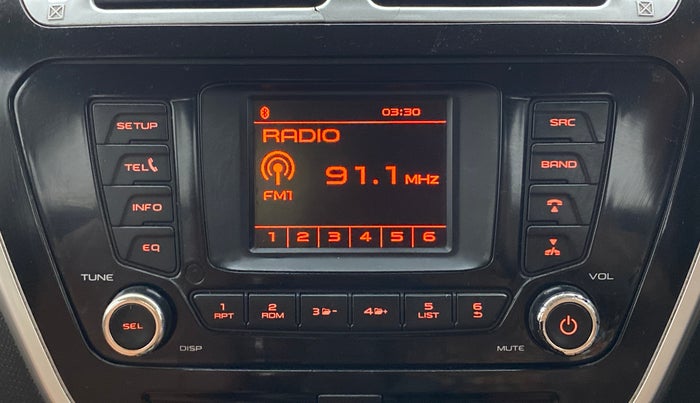 03:30
RADIO
91.1 MHz
FM1
1 2 3 4 5 6
SETUP
TEL
INFO
EQ
SRC
BAND
TUNE
VOL
1 RPT
2 RDM
3 -
4 +
5 LIST
6
SEL
DISP
MUTE